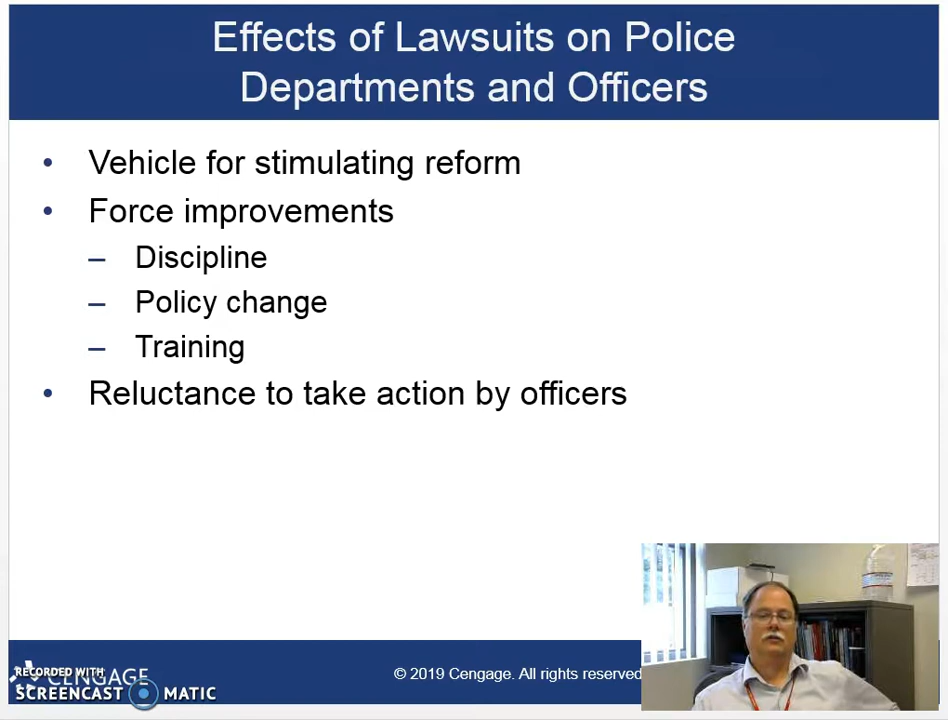 Effects of Lawsuits on Police
Departments and Officers
• Vehicle for stimulating reform
• Force improvements
– Discipline
– Policy change
– Training
• Reluctance to take action by officers
RECORDED WITH
CENGAGE
SCREENCAST MATIC
© 2019 Cengage. All rights reserved